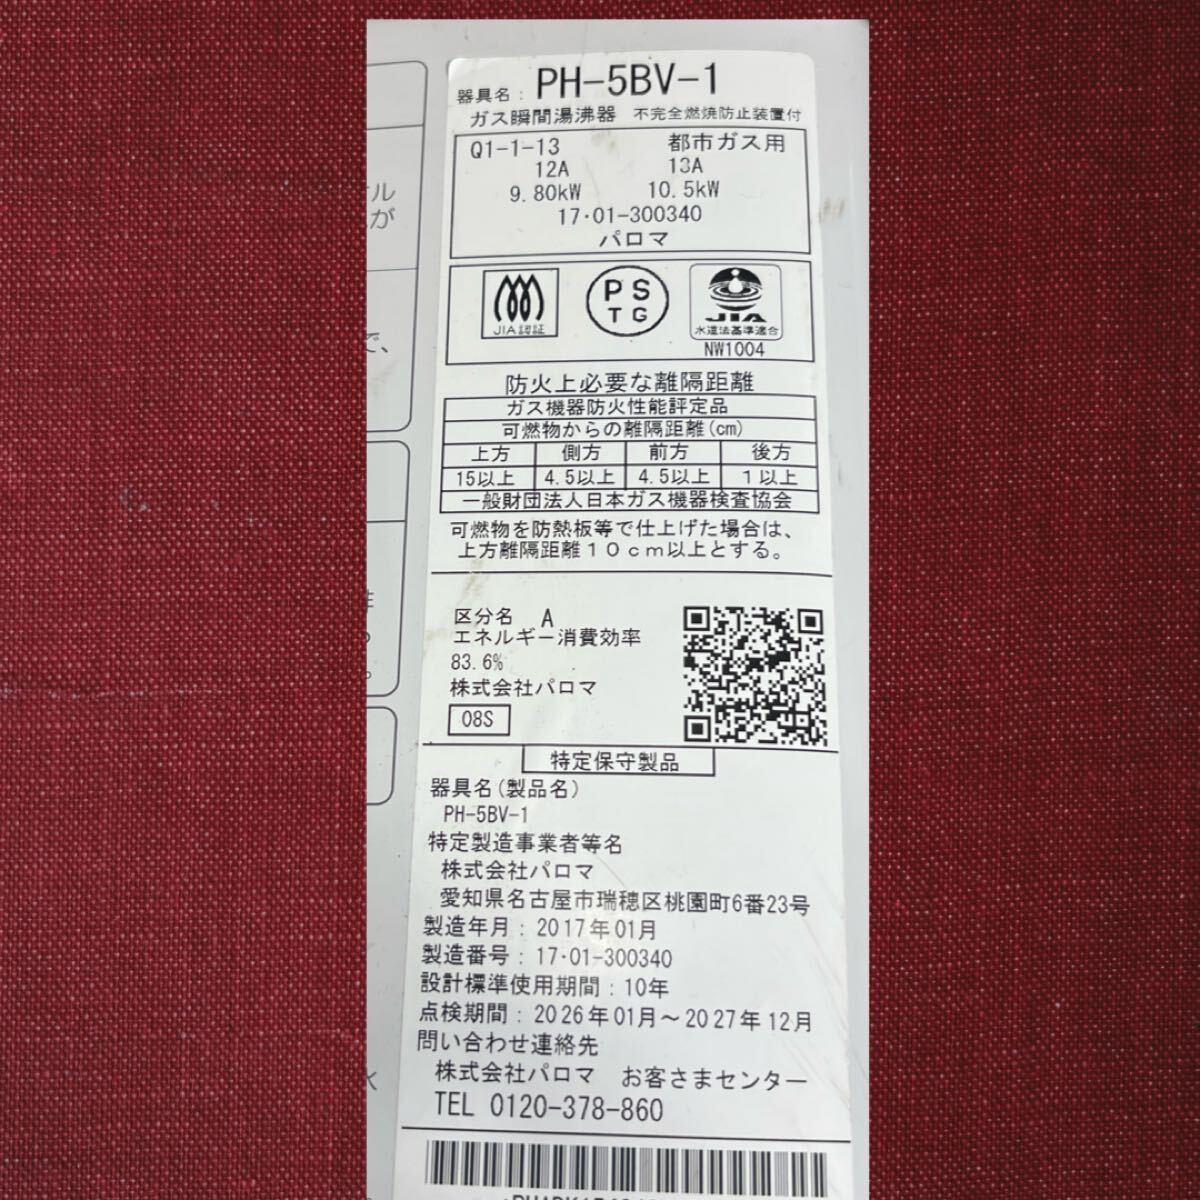 器具名: PH-5BV-1
ガス瞬間湯沸器 不完全燃焼防止装置付
Q1-1-13 都市ガス用
12A 13A
9.80kW 10.5kW
17·01-300340
パロマ
JIA認証
PS
TG
JIA
水道法基準適合
NW1004
防火上必要な離隔距離
ガス機器防火性能評定品
可燃物からの離隔距離(cm)
上方 側方 前方 後方
15以上 4.5以上 4.5以上 1以上
一般財団法人日本ガス機器検査協会
可燃物を防熱板等で仕上げた場合は、
上方離隔距離10cm以上とする。
区分名 A
エネルギー消費効率
83.6%
株式会社パロマ
08S
特定保守製品
器具名(製品名)
PH-5BV-1
特定製造事業者等名
株式会社パロマ
愛知県名古屋市瑞穂区桃園町6番23号
製造年月: 2017年01月
製造番号: 17·01-300340
設計標準使用期間: 10年
点検期間: 2026年01月～2027年12月
問い合わせ連絡先
株式会社パロマ お客さまセンター
TEL 0120-378-860